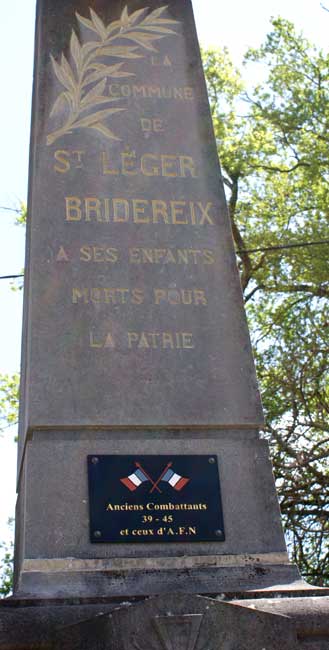 LA
COMMUNE
DE
ST LÉGER
BRIDEREIX
A SES ENFANTS
MORTS POUR
LA PATRIE
Anciens Combattants
39 - 45
et ceux d'A.F.N